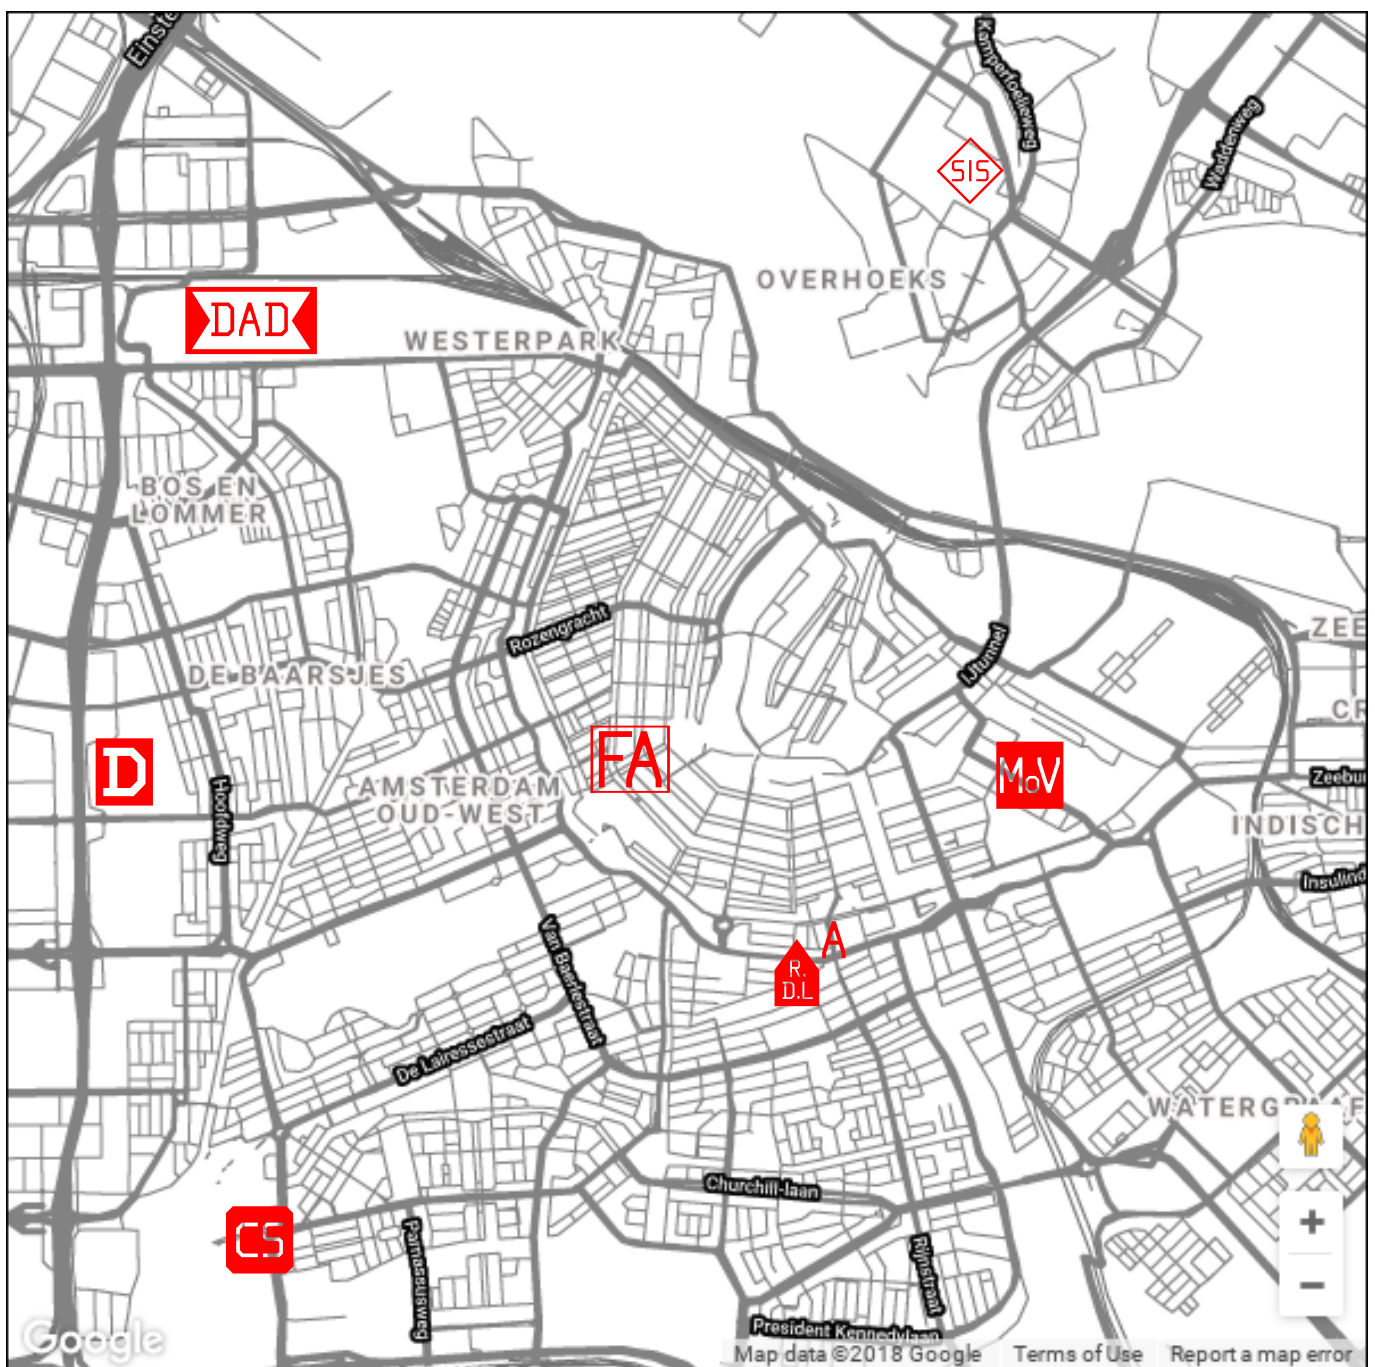 Einste
Kamperfoelieweg
Waddenweg
SIS
OVERHOEKS
DAD
WESTERPARK
BOS EN
LOMMER
Rozengracht
IJtunnel
ZEE
DE BAARSJES
CR
D
FA
MoV
Zeebur
AMSTERDAM
OUD-WEST
Hoofdweg
INDISCH
Insulind
Van Baerlestraat
A
R.
D.L
De Lairessestraat
WATERGRAAF
Churchill-laan
CS
Parnassusweg
Rijnstraat
President Kennedylaan
Google
Map data ©2018 Google
Terms of Use
Report a map error